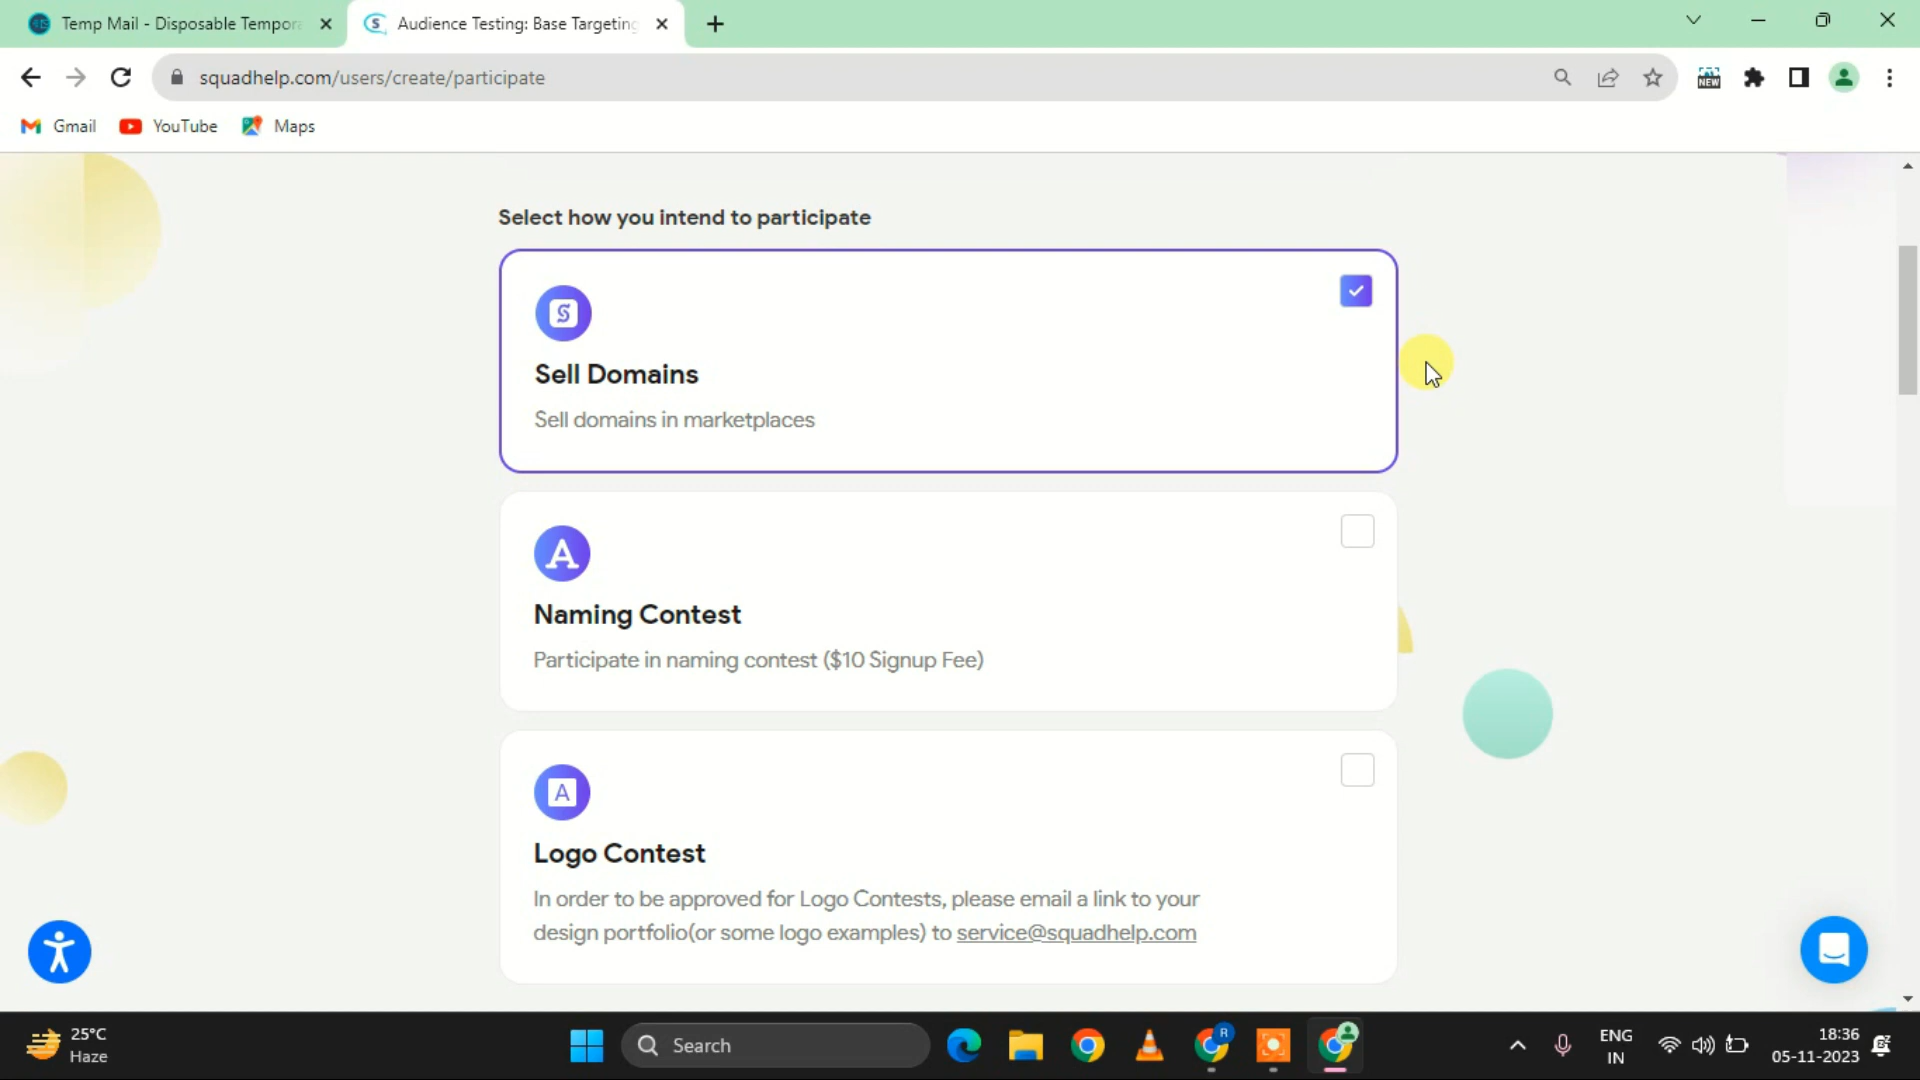 Temp Mail - Disposable Tempora
Audience Testing: Base Targeting
squadhelp.com/users/create/participate
NEW
Gmail
YouTube
Maps
Select how you intend to participate
Sell Domains
Sell domains in marketplaces
A
Naming Contest
Participate in naming contest ($10 Signup Fee)
A
Logo Contest
In order to be approved for Logo Contests, please email a link to your
design portfolio(or some logo examples) to service@squadhelp.com
25°C
Haze
Search
R
ENG
IN
18:36
05-11-2023